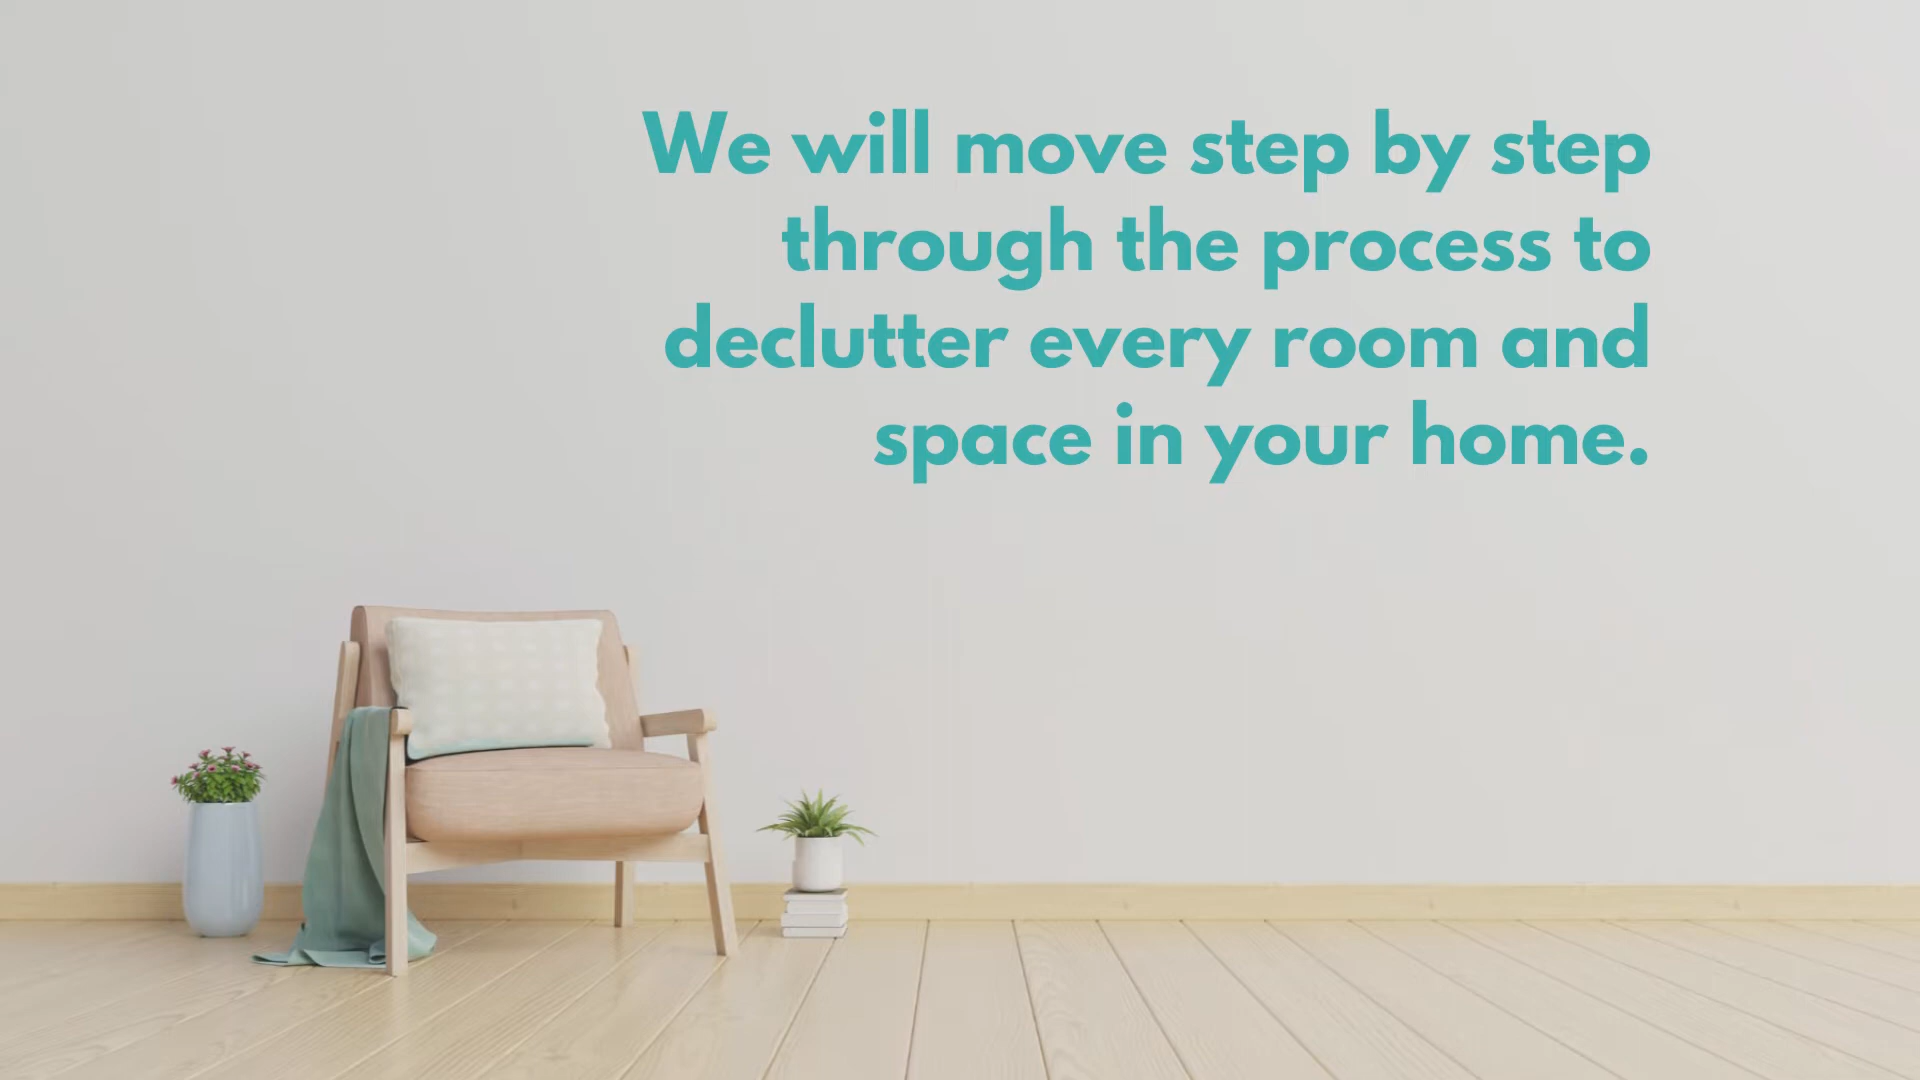 We will move step by step
through the process to
declutter every room and
space in your home.